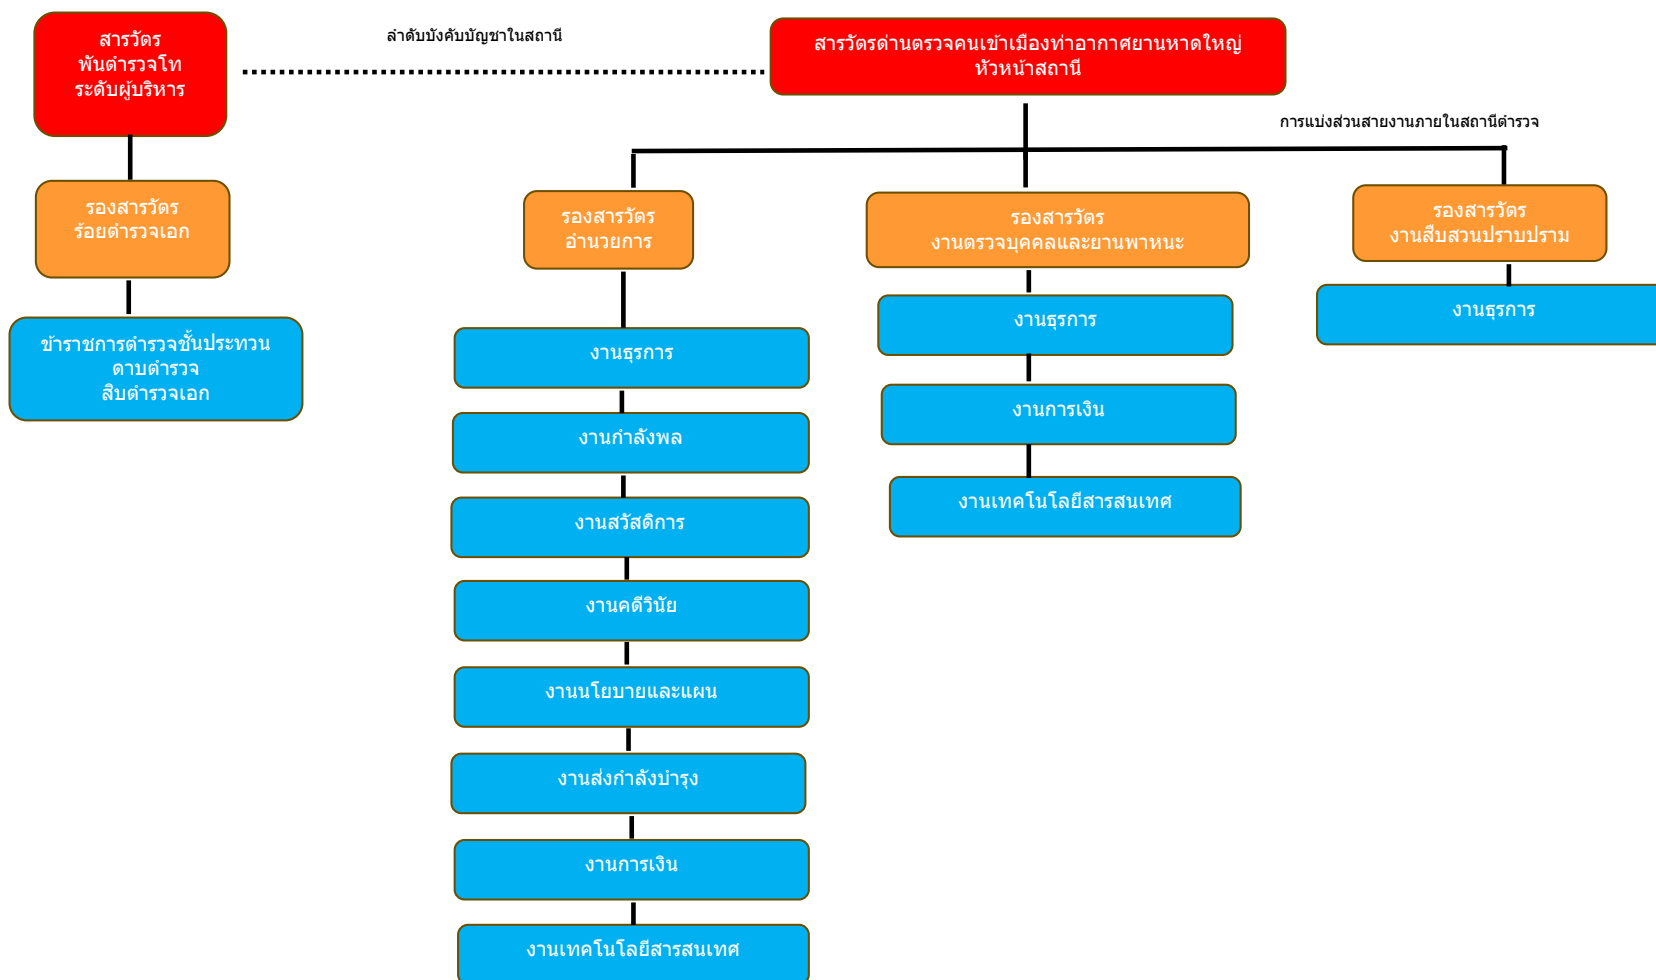 สารวัตร
พันตำรวจโท
ระดับผู้บริหาร
ลำดับบังคับบัญชาในสถานี
สารวัตรด่านตรวจคนเข้าเมืองท่าอากาศยานหาดใหญ่
หัวหน้าสถานี
การแบ่งส่วนสายงานภายในสถานีตำรวจ
รองสารวัตร
ร้อยตำรวจเอก
ข้าราชการตำรวจชั้นประทวน
ดาบตำรวจ
สิบตำรวจเอก
รองสารวัตร
อำนวยการ
งานธุรการ
งานกำลังพล
งานสวัสดิการ
งานคดีวินัย
งานนโยบายและแผน
งานส่งกำลังบำรุง
งานการเงิน
งานเทคโนโลยีสารสนเทศ
รองสารวัตร
งานตรวจบุคคลและยานพาหนะ
งานธุรการ
งานการเงิน
งานเทคโนโลยีสารสนเทศ
รองสารวัตร
งานสืบสวนปราบปราม
งานธุรการ